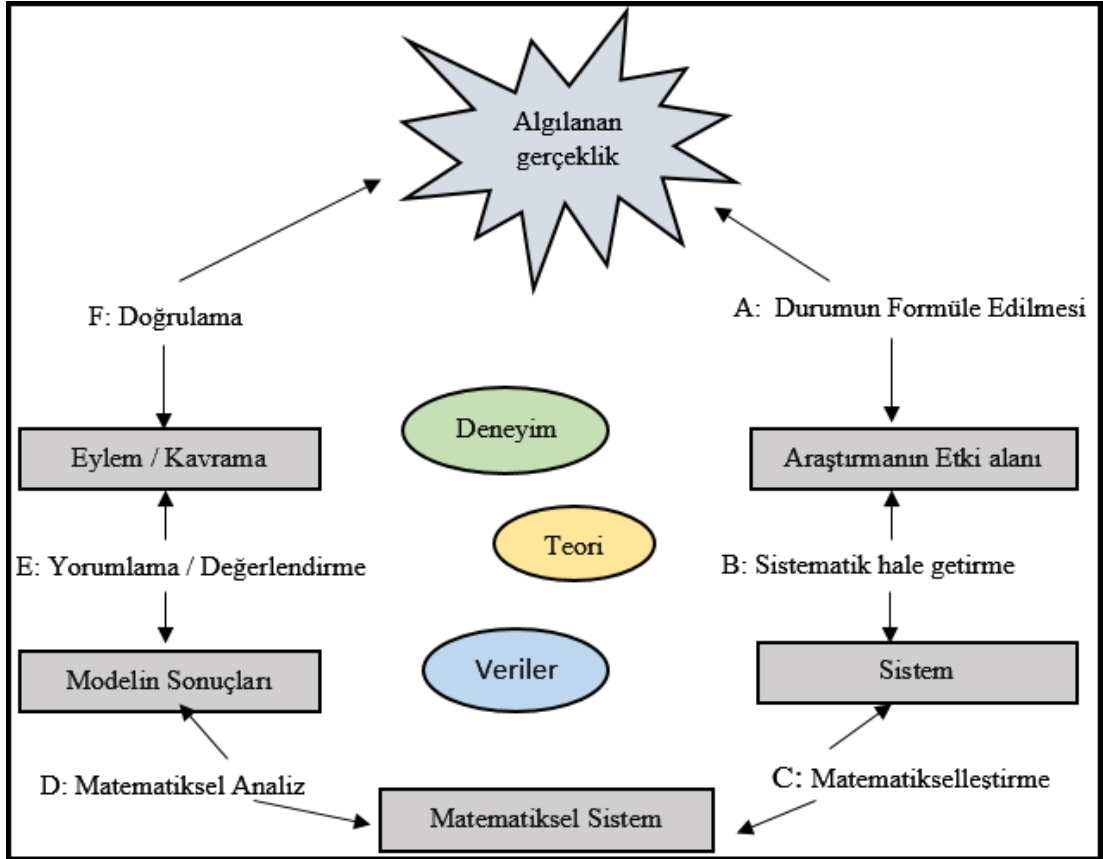 Algılanan
gerçeklik
F: Doğrulama
A: Durumun Formüle Edilmesi
Deneyim
Eylem / Kavrama
Araştırmanın Etki alanı
Teori
E: Yorumlama / Değerlendirme
B: Sistematik hale getirme
Veriler
Modelin Sonuçları
Sistem
D: Matematiksel Analiz
C: Matematikselleştirme
Matematiksel Sistem